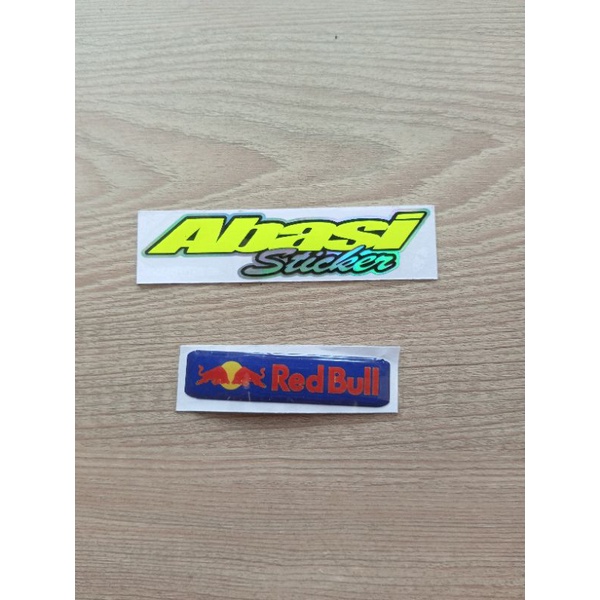 Abasi
Sticker
Red Bull